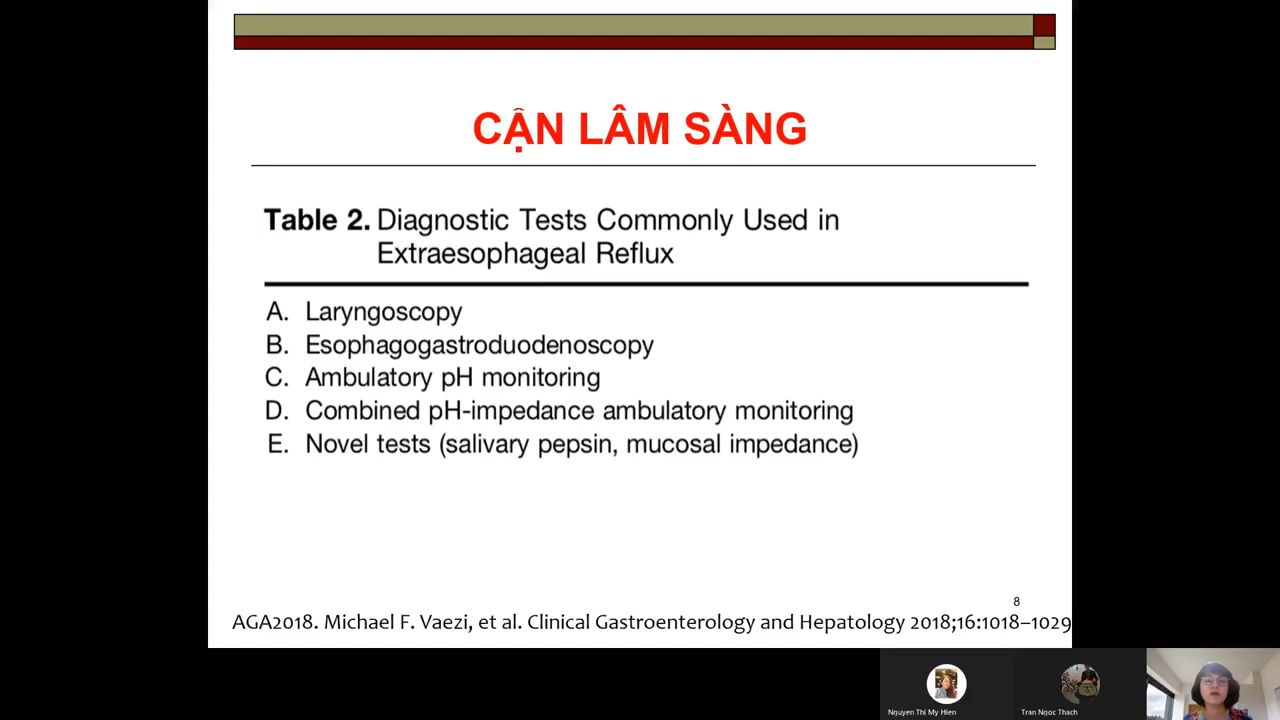 CẬN LÂM SÀNG
Table 2. Diagnostic Tests Commonly Used in
Extraesophageal Reflux
A. Laryngoscopy
B. Esophagogastroduodenoscopy
C. Ambulatory pH monitoring
D. Combined pH-impedance ambulatory monitoring
E. Novel tests (salivary pepsin, mucosal impedance)
8
AGA2018. Michael F. Vaezi, et al. Clinical Gastroenterology and Hepatology 2018;16:1018–1029
Nguyen Thi My Hien
Tran Ngoc Thach